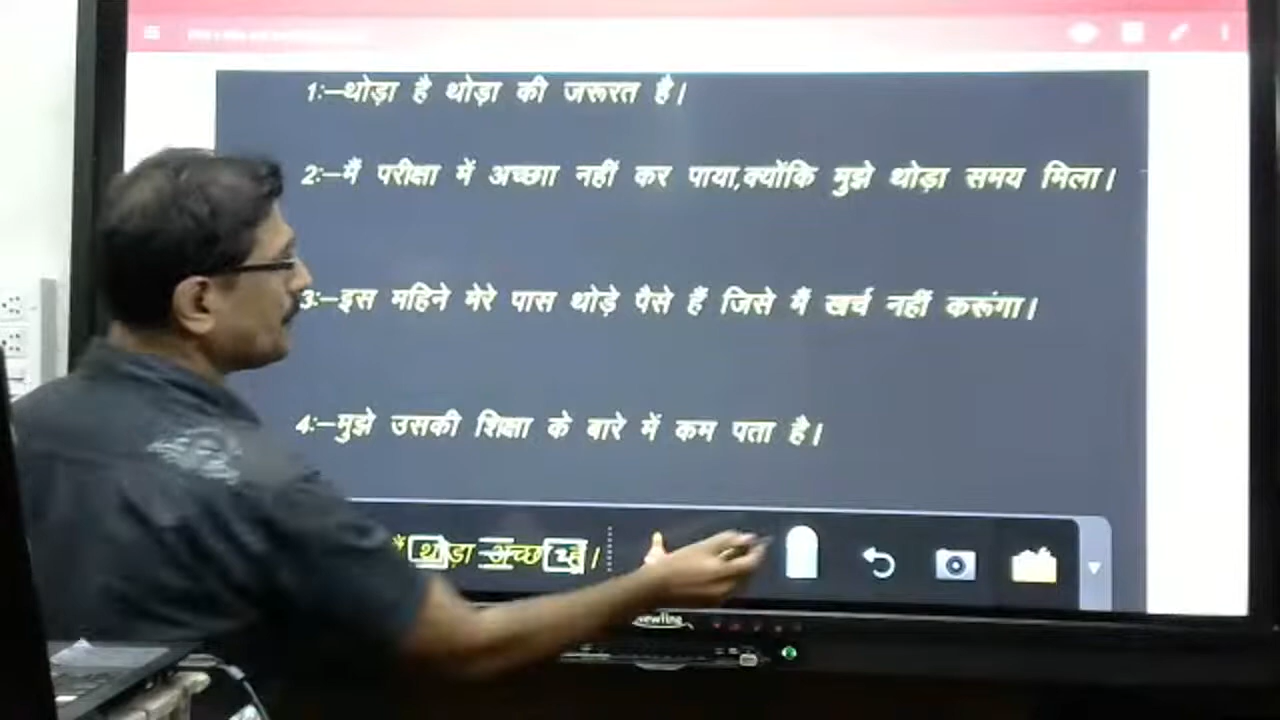 1:–थोड़ा है थोड़ा की जरूरत है।
2:–मैं परीक्षा में अच्छाा नहीं कर पाया,क्योंकि मुझे थोड़ा समय मिला।
3:–इस महिने मेरे पास थोड़े पैसे हैं जिसे मैं खर्च नहीं करूंगा।
4:–मुझे उसकी शिक्षा के बारे में कम पता है।
थोड़ा अच्छा है।
newline